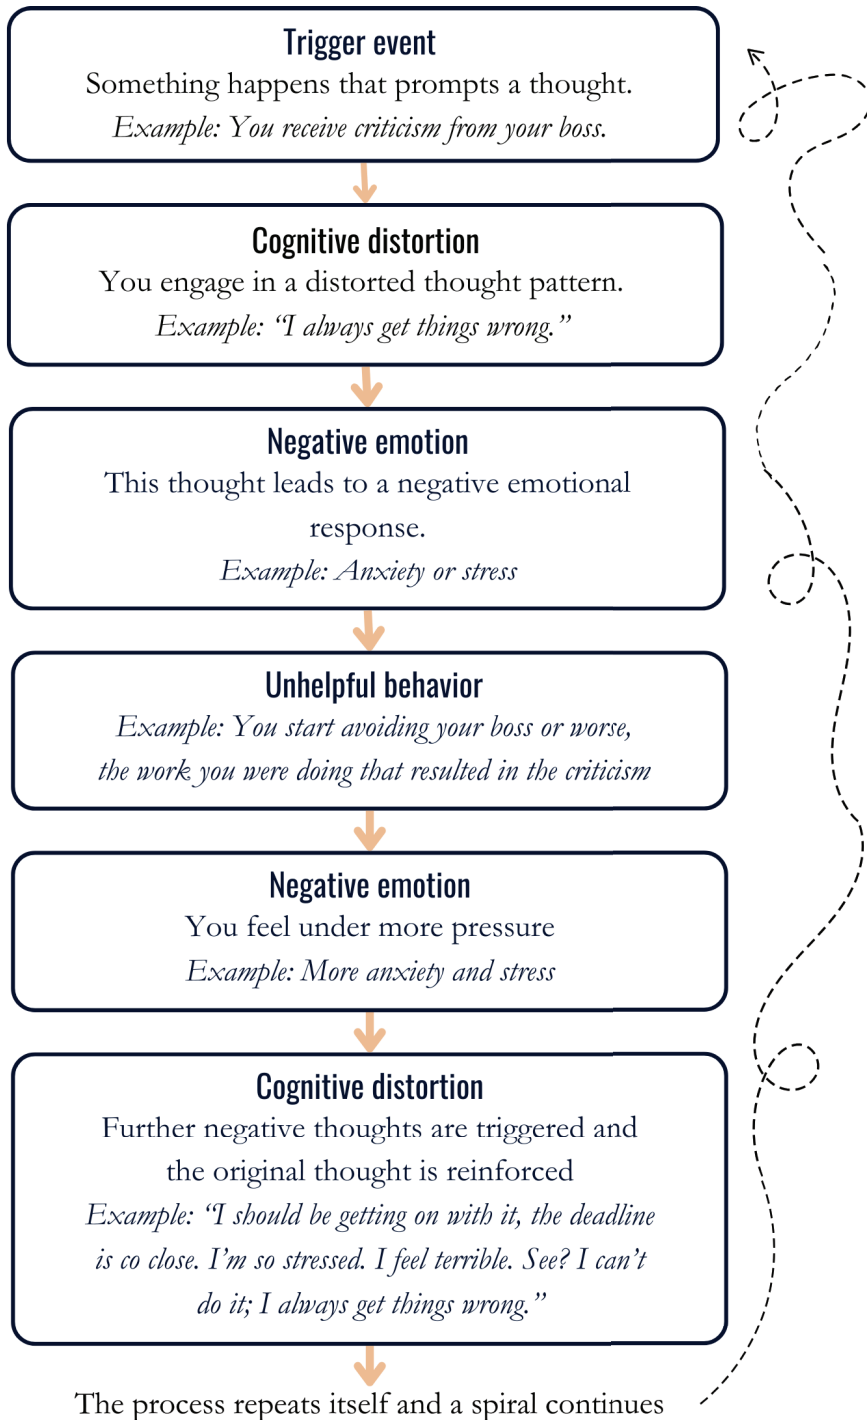 Trigger event
Something happens that prompts a thought.
Example: You receive criticism from your boss.
Cognitive distortion
You engage in a distorted thought pattern.
Example: “I always get things wrong.”
Negative emotion
This thought leads to a negative emotional
response.
Example: Anxiety or stress
Unhelpful behavior
Example: You start avoiding your boss or worse,
the work you were doing that resulted in the criticism
Negative emotion
You feel under more pressure
Example: More anxiety and stress
Cognitive distortion
Further negative thoughts are triggered and
the original thought is reinforced
Example: “I should be getting on with it, the deadline
is co close. I’m so stressed. I feel terrible. See? I can’t
do it; I always get things wrong.”
The process repeats itself and a spiral continues